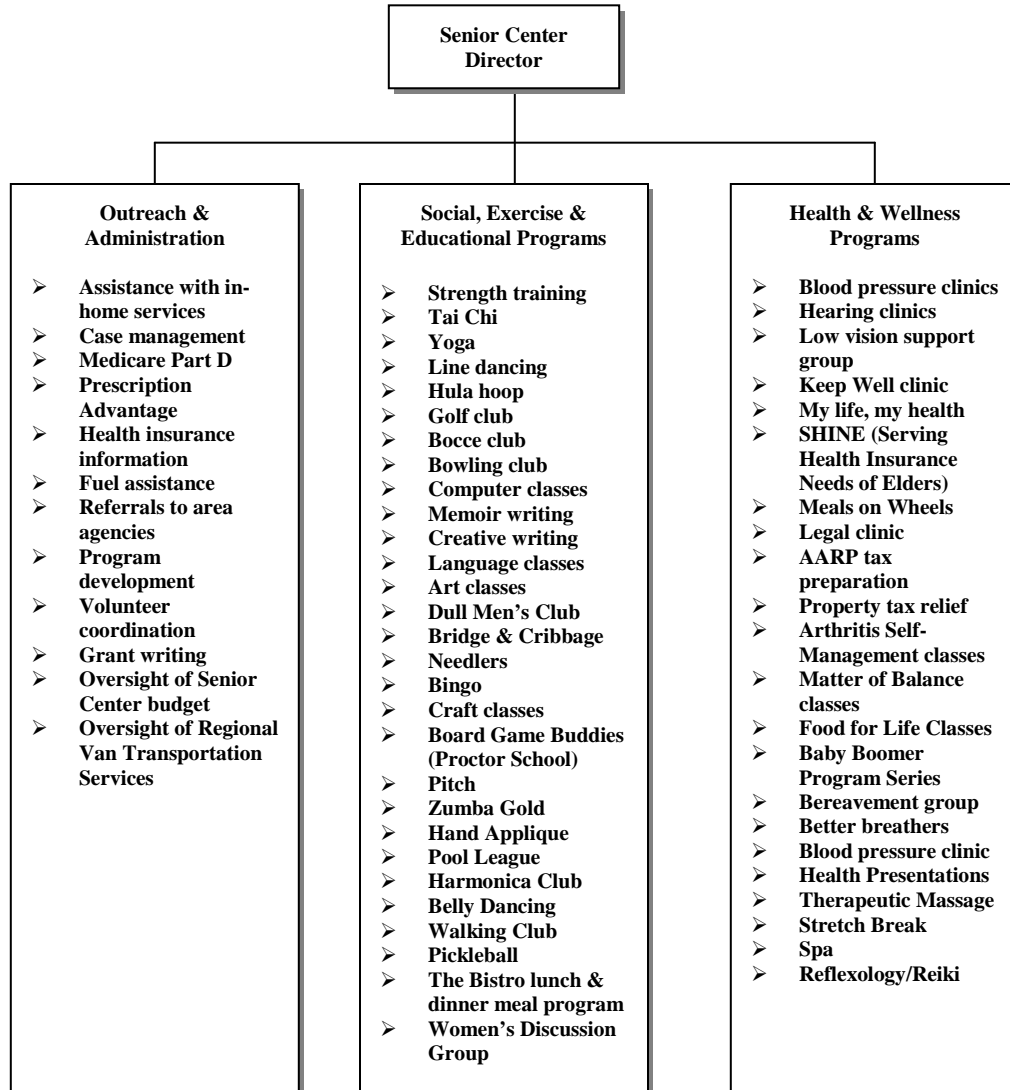 Senior Center
Director
Outreach &
Administration
➢ Assistance with in-
home services
➢ Case management
➢ Medicare Part D
➢ Prescription
Advantage
➢ Health insurance
information
➢ Fuel assistance
➢ Referrals to area
agencies
➢ Program
development
➢ Volunteer
coordination
➢ Grant writing
➢ Oversight of Senior
Center budget
➢ Oversight of Regional
Van Transportation
Services
Social, Exercise &
Educational Programs
➢ Strength training
➢ Tai Chi
➢ Yoga
➢ Line dancing
➢ Hula hoop
➢ Golf club
➢ Bocce club
➢ Bowling club
➢ Computer classes
➢ Memoir writing
➢ Creative writing
➢ Language classes
➢ Art classes
➢ Dull Men’s Club
➢ Bridge & Cribbage
➢ Needlers
➢ Bingo
➢ Craft classes
➢ Board Game Buddies
(Proctor School)
➢ Pitch
➢ Zumba Gold
➢ Hand Applique
➢ Pool League
➢ Harmonica Club
➢ Belly Dancing
➢ Walking Club
➢ Pickleball
➢ The Bistro lunch &
dinner meal program
➢ Women’s Discussion
Group
Health & Wellness
Programs
➢ Blood pressure clinics
➢ Hearing clinics
➢ Low vision support
group
➢ Keep Well clinic
➢ My life, my health
➢ SHINE (Serving
Health Insurance
Needs of Elders)
➢ Meals on Wheels
➢ Legal clinic
➢ AARP tax
preparation
➢ Property tax relief
➢ Arthritis Self-
Management classes
➢ Matter of Balance
classes
➢ Food for Life Classes
➢ Baby Boomer
Program Series
➢ Bereavement group
➢ Better breathers
➢ Blood pressure clinic
➢ Health Presentations
➢ Therapeutic Massage
➢ Stretch Break
➢ Spa
➢ Reflexology/Reiki